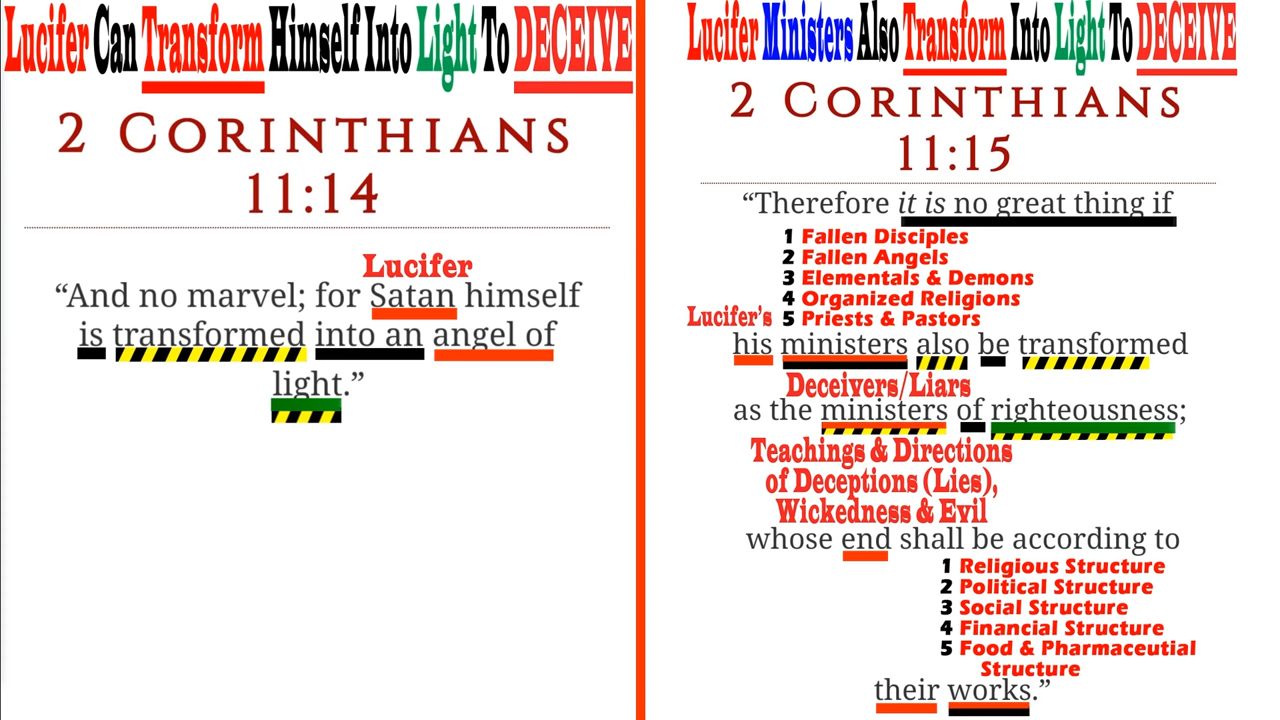 Lucifer Can Transform Himself Into Light To DECEIVE
2 CORINTHIANS
11:14
Lucifer
“And no marvel; for Satan himself
is transformed into an angel of
light.”
Lucifer Ministers Also Transform Into Light To DECEIVE
2 CORINTHIANS
11:15
“Therefore it is no great thing if
1 Fallen Disciples
2 Fallen Angels
3 Elementals & Demons
4 Organized Religions
Lucifer's 5 Priests & Pastors
his ministers also be transformed
Deceivers/Liars
as the ministers of righteousness;
Teachings & Directions
of Deceptions (Lies),
Wickedness & Evil
whose end shall be according to
1 Religious Structure
2 Political Structure
3 Social Structure
4 Financial Structure
5 Food & Pharmaceutial
Structure
their works.”